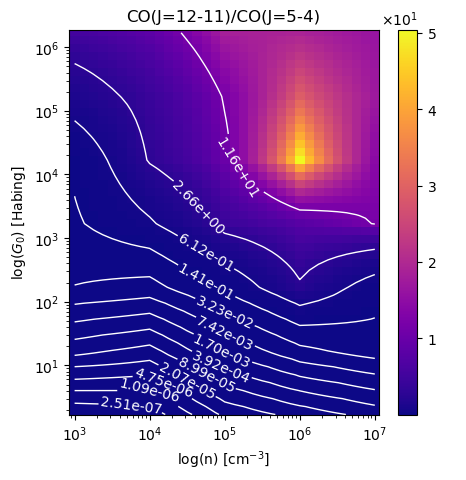 CO(J=12-11)/CO(J=5-4)
×10¹
10⁶
10⁵
10⁴
10³
10²
10¹
log(G₀) [Habing]
1.16e+01
2.66e+00
6.12e-01
1.41e-01
3.23e-02
7.42e-03
1.70e-03
3.92e-04
8.99e-05
2.07e-05
4.75e-06
1.09e-06
2.51e-07
10³
10⁴
10⁵
10⁶
10⁷
log(n) [cm⁻³]
5
4
3
2
1